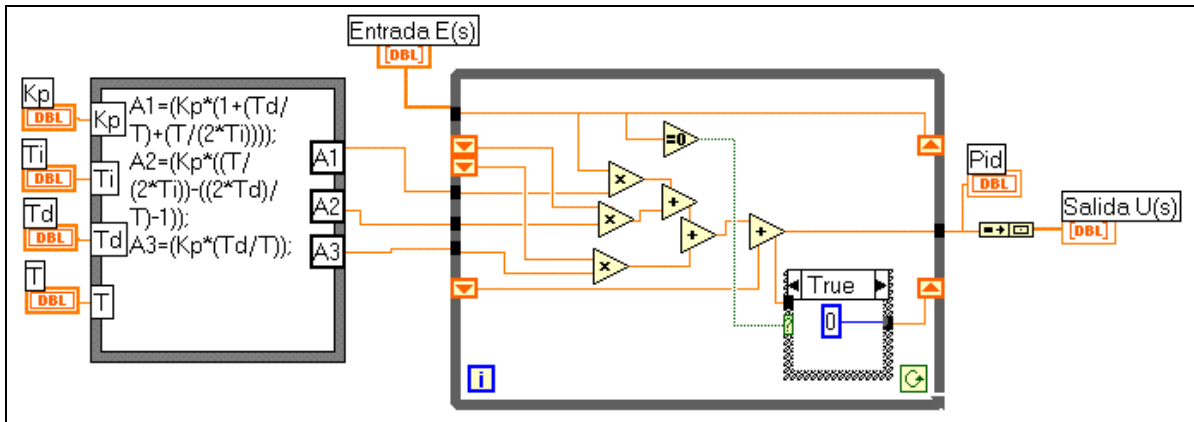 Entrada E(s)
[DBL]
Kp
DBL
Ti
DBL
Td
DBL
T
DBL
Kp
Ti
Td
T
A1=(Kp*(1+(Td/
T)+(T/(2*Ti))));
A2=(Kp*((T/
(2*Ti))-((2*Td)/
T)-1));
A3=(Kp*(Td/T));
A1
A2
A3
=0
×
+
×
+
×
+
True
?
0
i
Pid
DBL
Salida U(s)
[DBL]